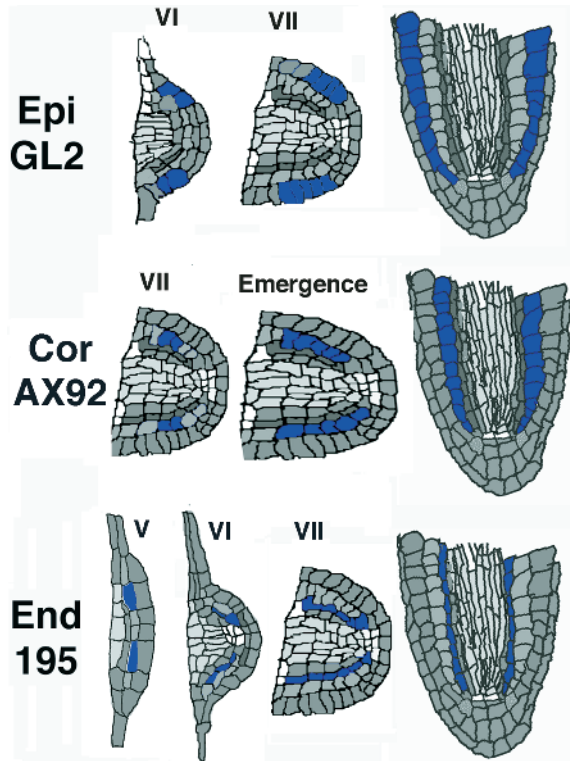 VI VII
Epi
GL2
VII Emergence
Cor
AX92
V VI VII
End
195